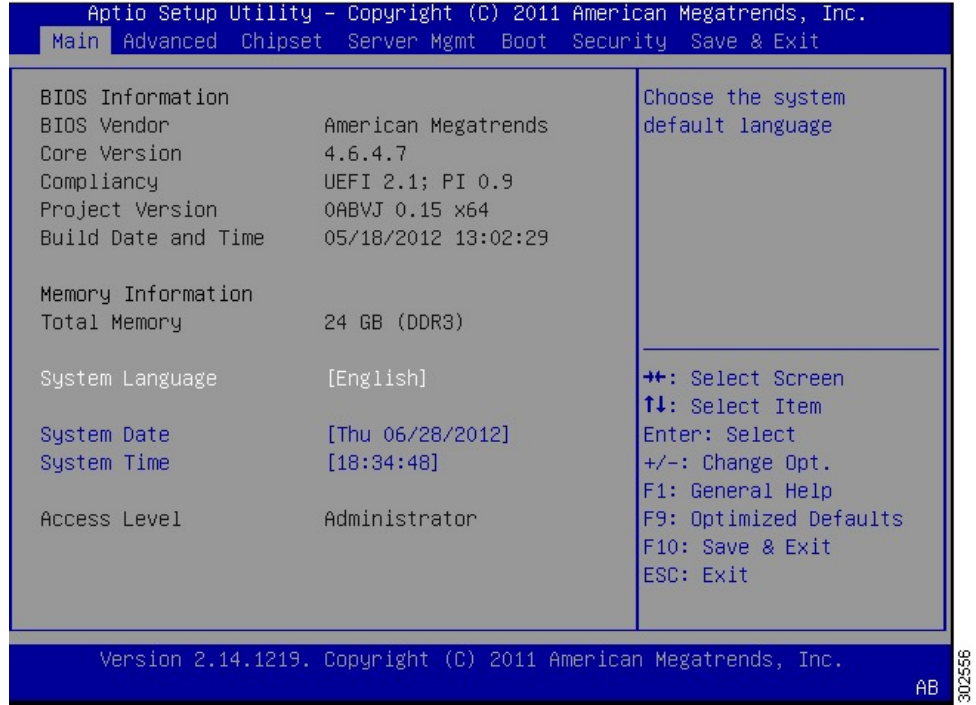 Aptio Setup Utility – Copyright (C) 2011 American Megatrends, Inc.
Main Advanced Chipset Server Mgmt Boot Security Save & Exit
BIOS Information
BIOS Vendor American Megatrends
Core Version 4.6.4.7
Compliancy UEFI 2.1; PI 0.9
Project Version 0ABVJ 0.15 x64
Build Date and Time 05/18/2012 13:02:29
Memory Information
Total Memory 24 GB (DDR3)
System Language [English]
System Date [Thu 06/28/2012]
System Time [18:34:48]
Access Level Administrator
Choose the system
default language
→←: Select Screen
↑↓: Select Item
Enter: Select
+/-: Change Opt.
F1: General Help
F9: Optimized Defaults
F10: Save & Exit
ESC: Exit
Version 2.14.1219. Copyright (C) 2011 American Megatrends, Inc.
AB
302556